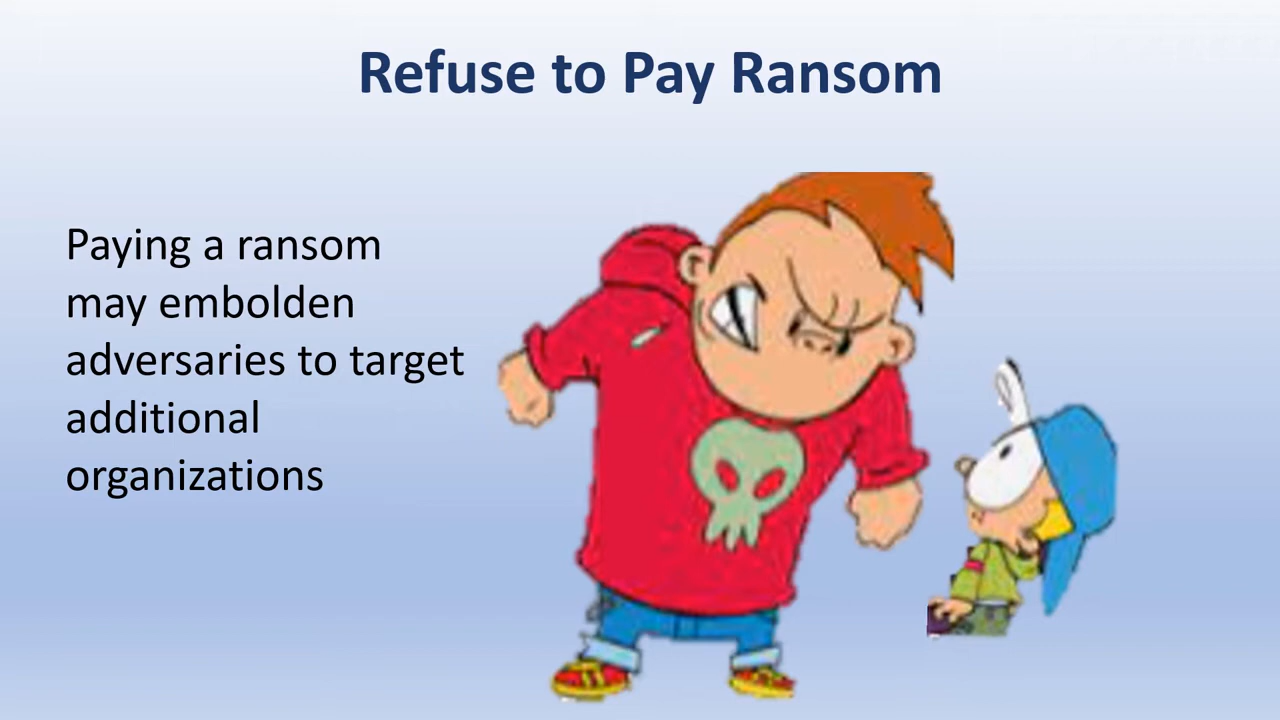 Refuse to Pay Ransom
Paying a ransom
may embolden
adversaries to target
additional
organizations